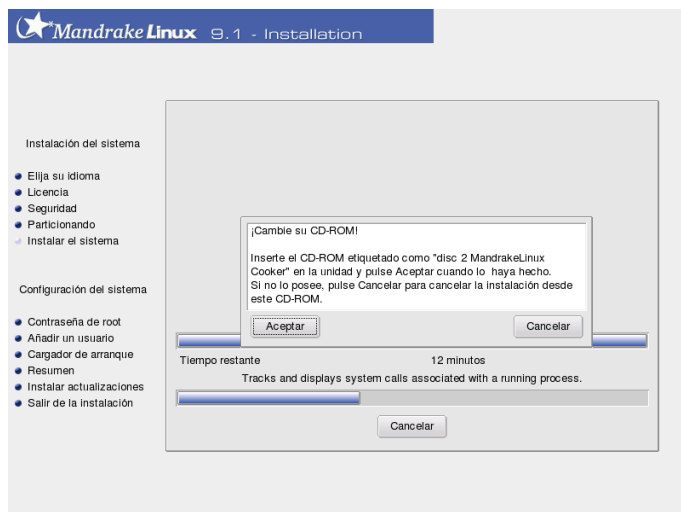 MandrakeLinux 9.1 - Installation
Instalación del sistema
Elija su idioma
Licencia
Seguridad
Particionando
Instalar el sistema
Configuración del sistema
Contraseña de root
Añadir un usuario
Cargador de arranque
Resumen
Instalar actualizaciones
Salir de la instalación
¡Cambie su CD-ROM!
Inserte el CD-ROM etiquetado como "disc 2 MandrakeLinux
Cooker" en la unidad y pulse Aceptar cuando lo haya hecho.
Si no lo posee, pulse Cancelar para cancelar la instalación desde
este CD-ROM.
Aceptar Cancelar
Tiempo restante 12 minutos
Tracks and displays system calls associated with a running process.
Cancelar